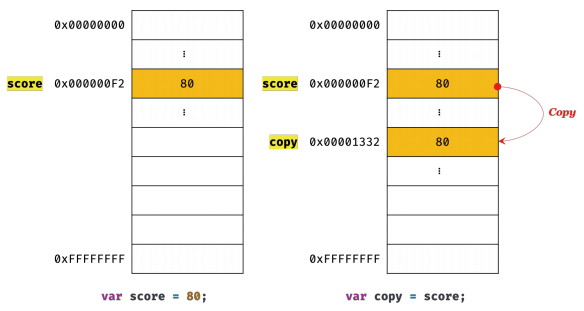 0x00000000
⋮
score 0x000000F2 80
⋮
0xFFFFFFFF
var score = 80;
0x00000000
⋮
score 0x000000F2 80
⋮
Copy
copy 0x00001332 80
⋮
0xFFFFFFFF
var copy = score;